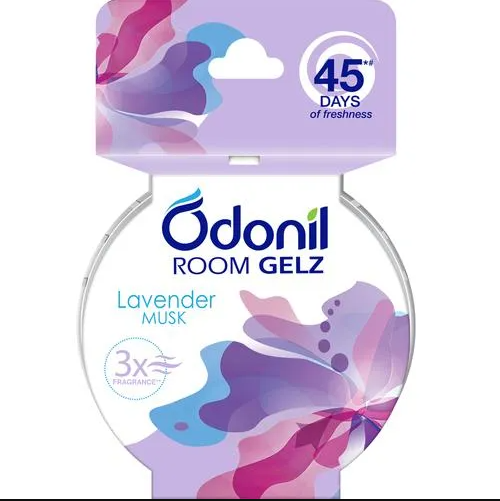 45*#
DAYS
of freshness
Odonil
ROOM GELZ
Lavender
MUSK
3x
FRAGRANCE**